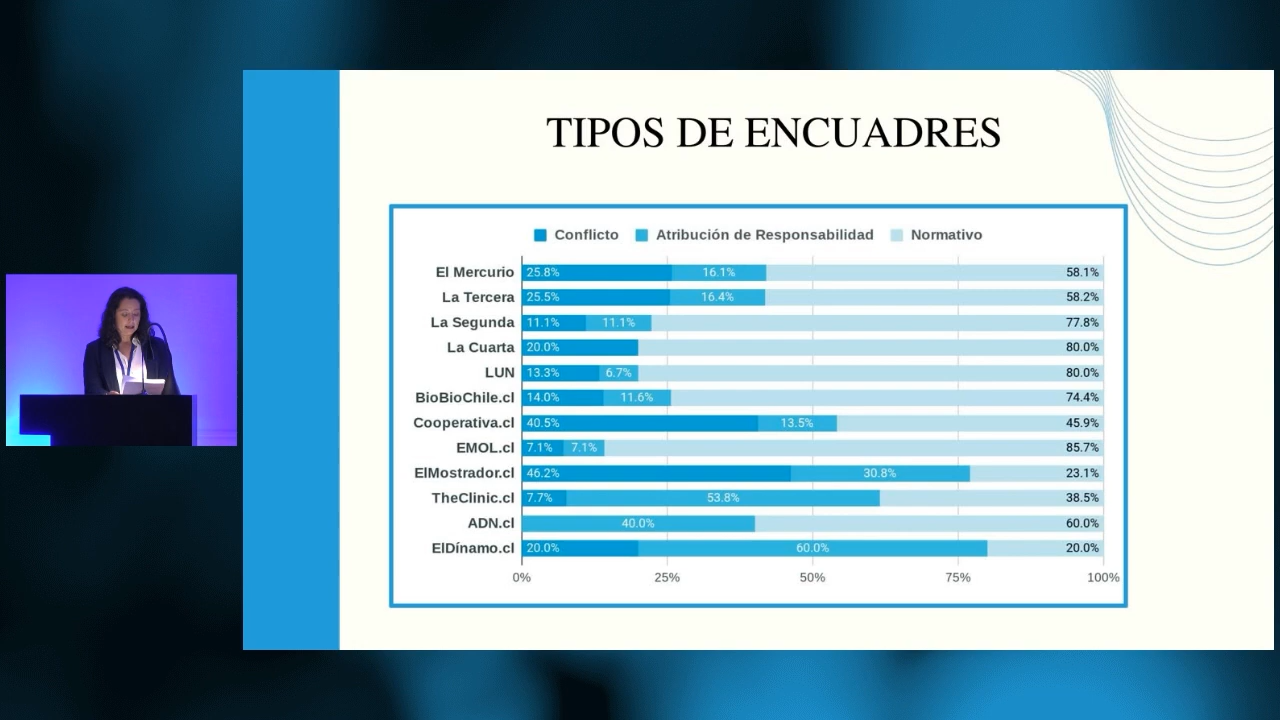 TIPOS DE ENCUADRES
Conflicto Atribución de Responsabilidad Normativo
El Mercurio 25.8% 16.1% 58.1%
La Tercera 25.5% 16.4% 58.2%
La Segunda 11.1% 11.1% 77.8%
La Cuarta 20.0% 80.0%
LUN 13.3% 6.7% 80.0%
BioBioChile.cl 14.0% 11.6% 74.4%
Cooperativa.cl 40.5% 13.5% 45.9%
EMOL.cl 7.1% 7.1% 85.7%
ElMostrador.cl 46.2% 30.8% 23.1%
TheClinic.cl 7.7% 53.8% 38.5%
ADN.cl 40.0% 60.0%
ElDínamo.cl 20.0% 60.0% 20.0%
0% 25% 50% 75% 100%